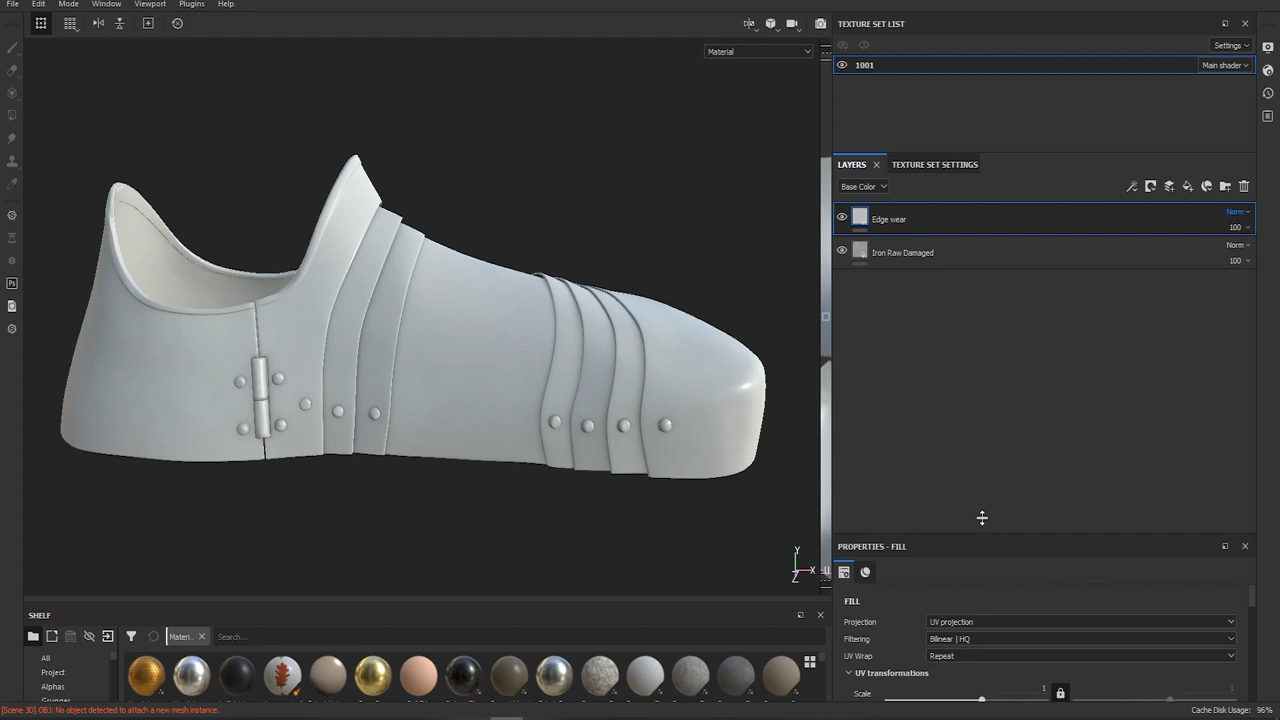 File Edit Mode Window Viewport Plugins Help
TEXTURE SET LIST
Settings
Material
1001
Main shader
LAYERS
TEXTURE SET SETTINGS
Base Color
Edge wear
Norm
100
Iron Raw Damaged
Norm
100
PROPERTIES - FILL
FILL
Projection
UV projection
Filtering
Bilinear | HQ
UV Wrap
Repeat
UV transformations
Scale
1
1
Y
X
Z
SHELF
Materi...
Search...
All
Project
Alphas
Ps
[Scene 3D] OBJ: No object detected to attach a new mesh instance.
Cache Disk Usage: 96%